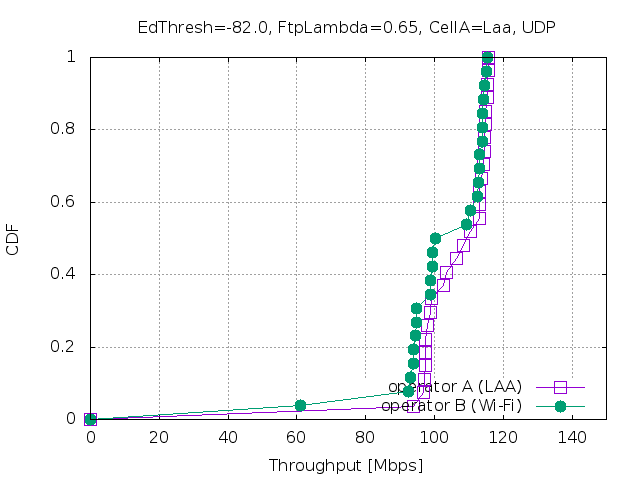 EdThresh=-82.0, FtpLambda=0.65, CellA=Laa, UDP
1
0.8
0.6
0.4
0.2
0
CDF
operator A (LAA)
operator B (Wi-Fi)
0 20 40 60 80 100 120 140
Throughput [Mbps]